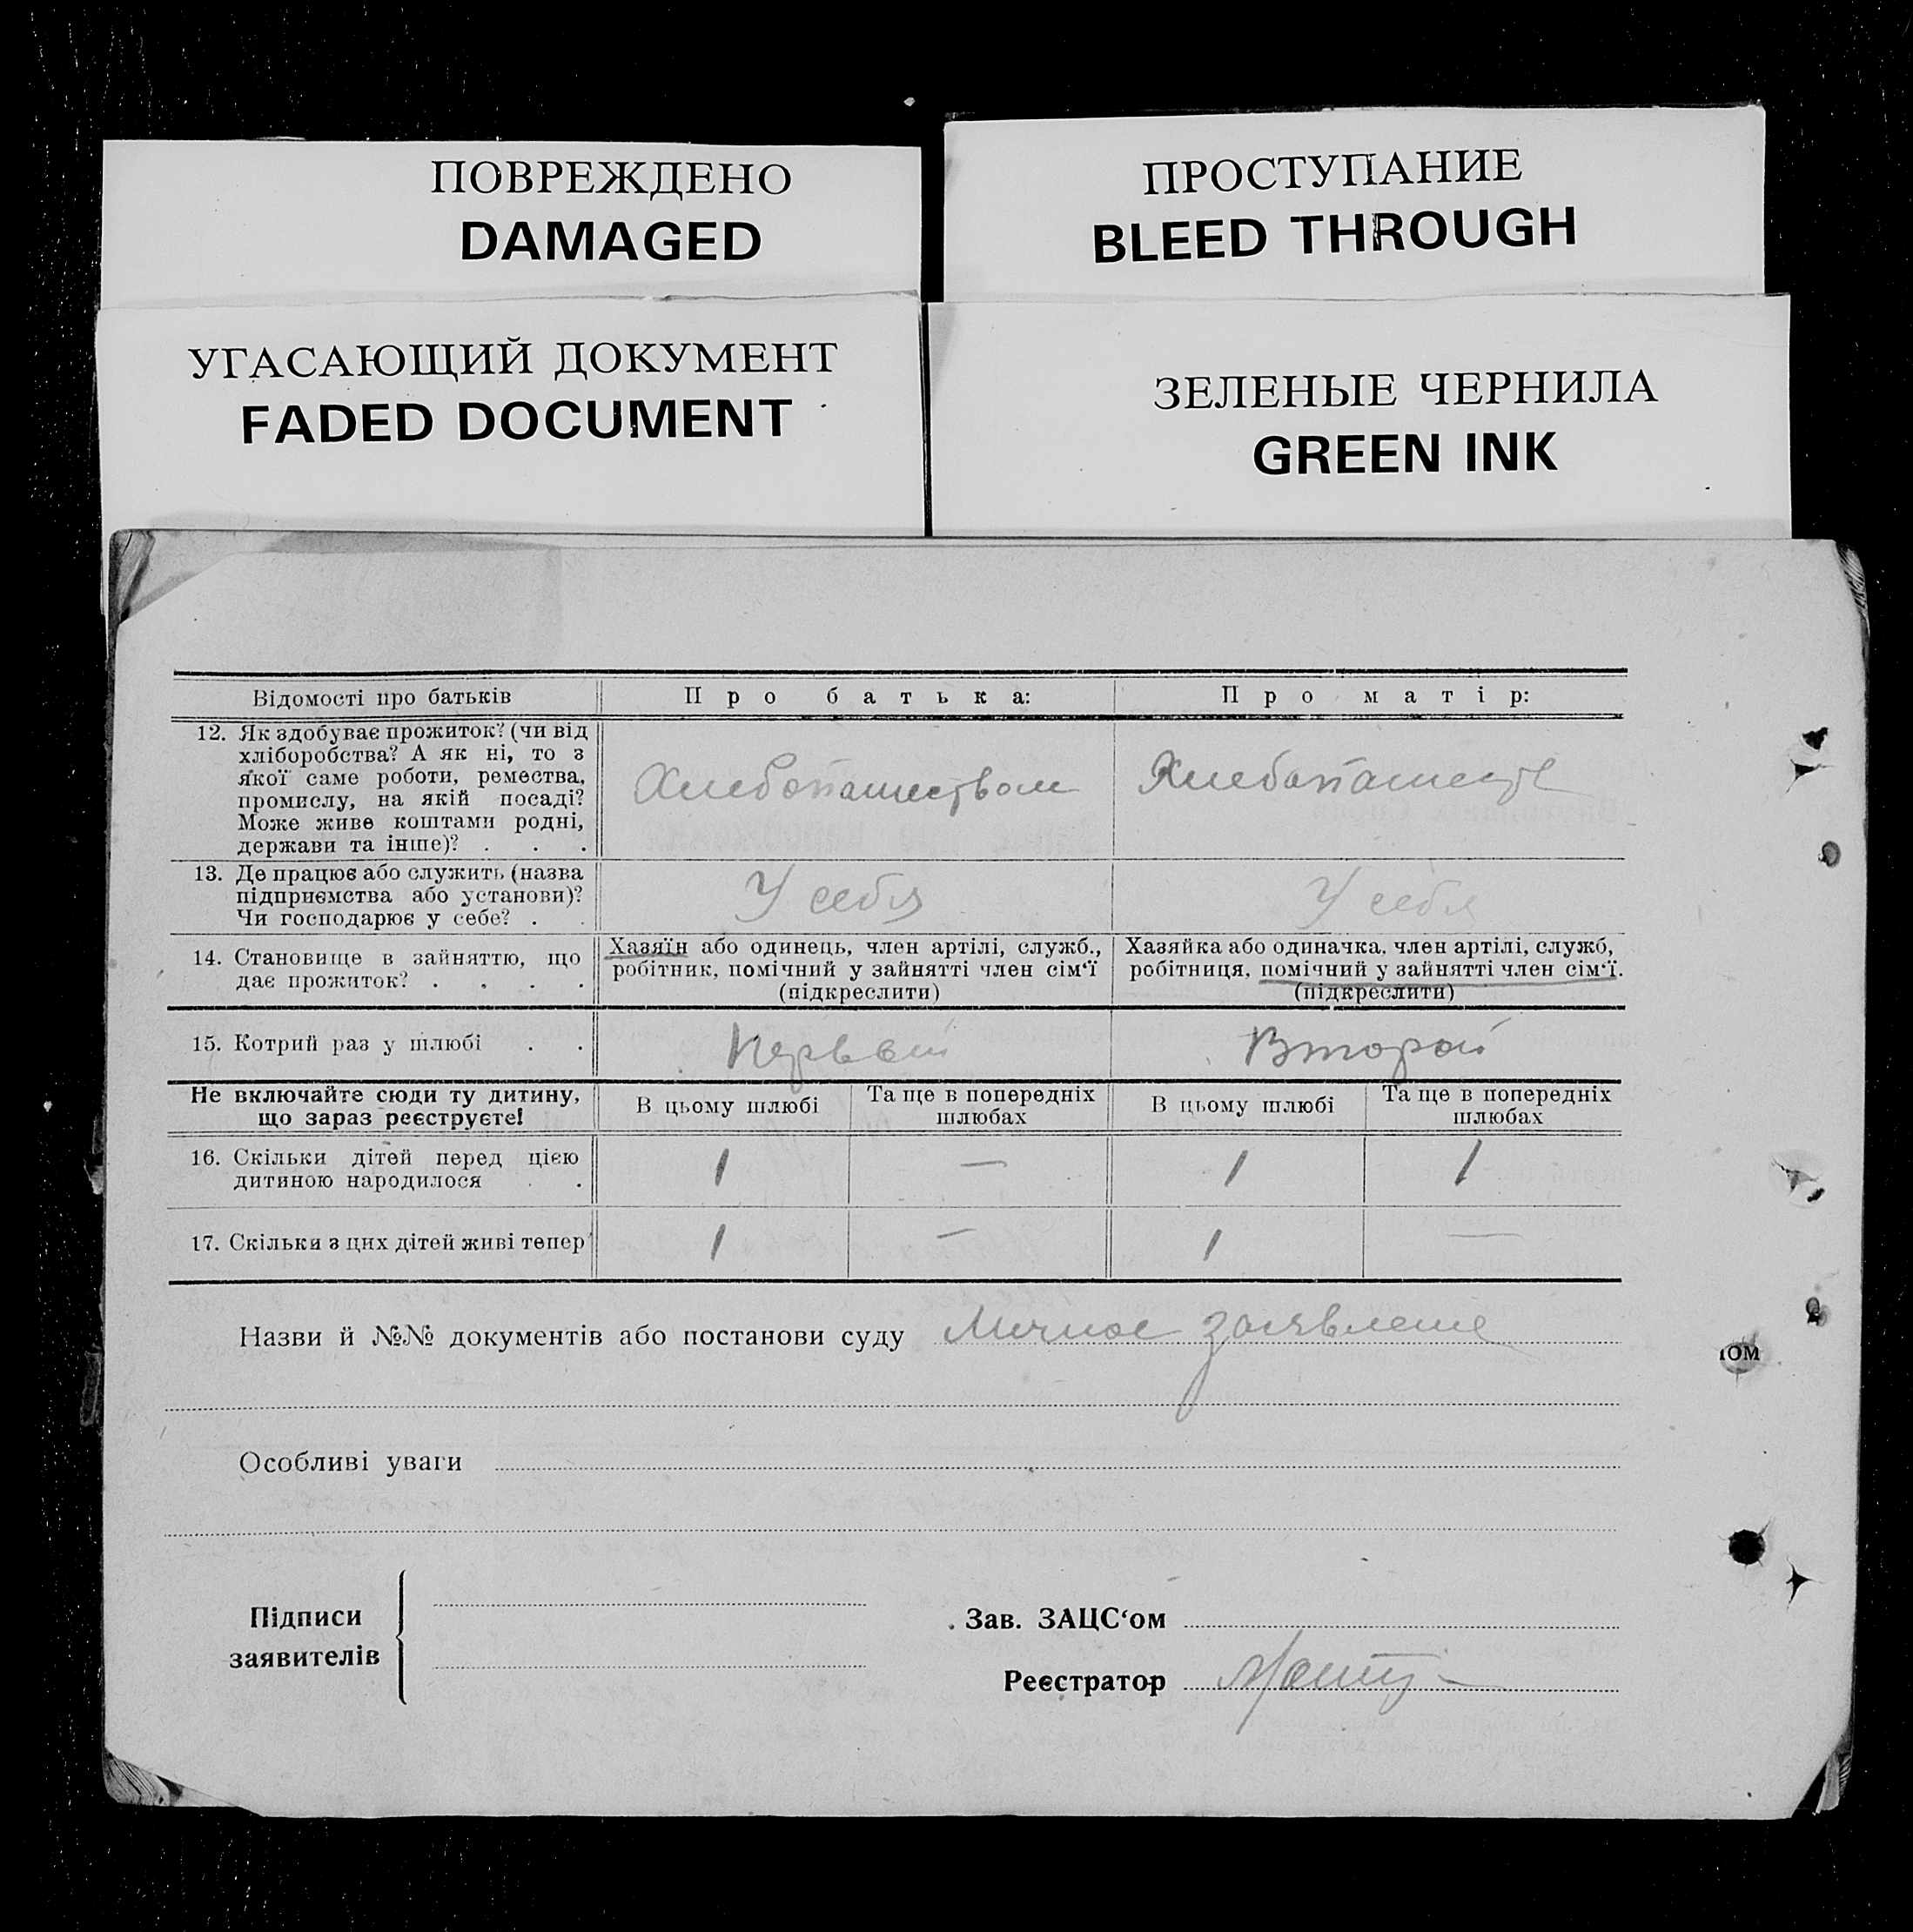 ПОВРЕЖДЕНО
DAMAGED
ПРОСТУПАНИЕ
BLEED THROUGH
УГАСАЮЩИЙ ДОКУМЕНТ
FADED DOCUMENT
ЗЕЛЕНЫЕ ЧЕРНИЛА
GREEN INK
Відомості про батьків
Про батька:
Про матір:
12. Як здобуває прожиток? (чи від
хліборобства? А як ні, то з
якої саме роботи, ремества,
промислу, на якій посаді?
Може живе коштами родні,
держави та інше)? . . .
Хлебопашеством
Хлебопашеств
13. Де працює або служить (назва
підприємства або установи)?
Чи господарює у себе? . .
У себя
У себя
14. Становище в зайняттю, що
дає прожиток? . . . .
Хазяїн або одинець, член артілі, служб.,
робітник, помічний у зайнятті член сім‘ї
(підкреслити)
Хазяйка або одиначка, член артілі, служб,
робітниця, помічний у зайнятті член сім‘ї.
(підкреслити)
15. Котрий раз у шлюбі . .
Первый
Второй
Не включайте сюди ту дитину,
що зараз реєструєте!
В цьому шлюбі
Та ще в попередніх
шлюбах
В цьому шлюбі
Та ще в попередніх
шлюбах
16. Скільки дітей перед цією
дитиною народилося . .
1
—
1
1
17. Скільки з цих дітей живі тепер
1
—
1
—
Назви й №№ документів або постанови суду Личное заявление
ом
Особливі уваги
Підписи
заявителів
Зав. ЗАЦС‘ом
Реєстратор